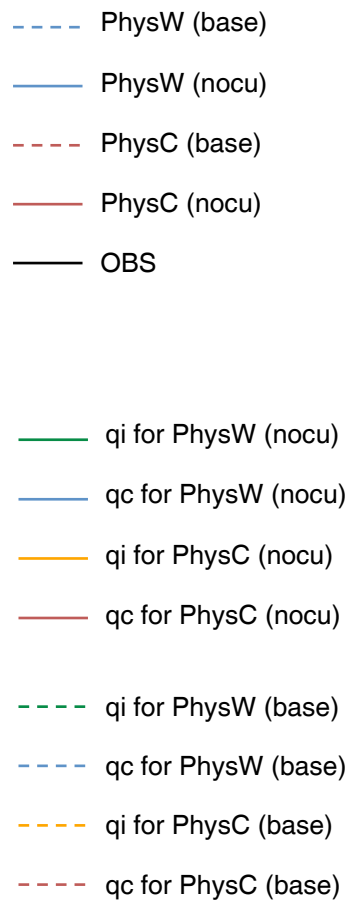 PhysW (base)
PhysW (nocu)
PhysC (base)
PhysC (nocu)
OBS
qi for PhysW (nocu)
qc for PhysW (nocu)
qi for PhysC (nocu)
qc for PhysC (nocu)
qi for PhysW (base)
qc for PhysW (base)
qi for PhysC (base)
qc for PhysC (base)